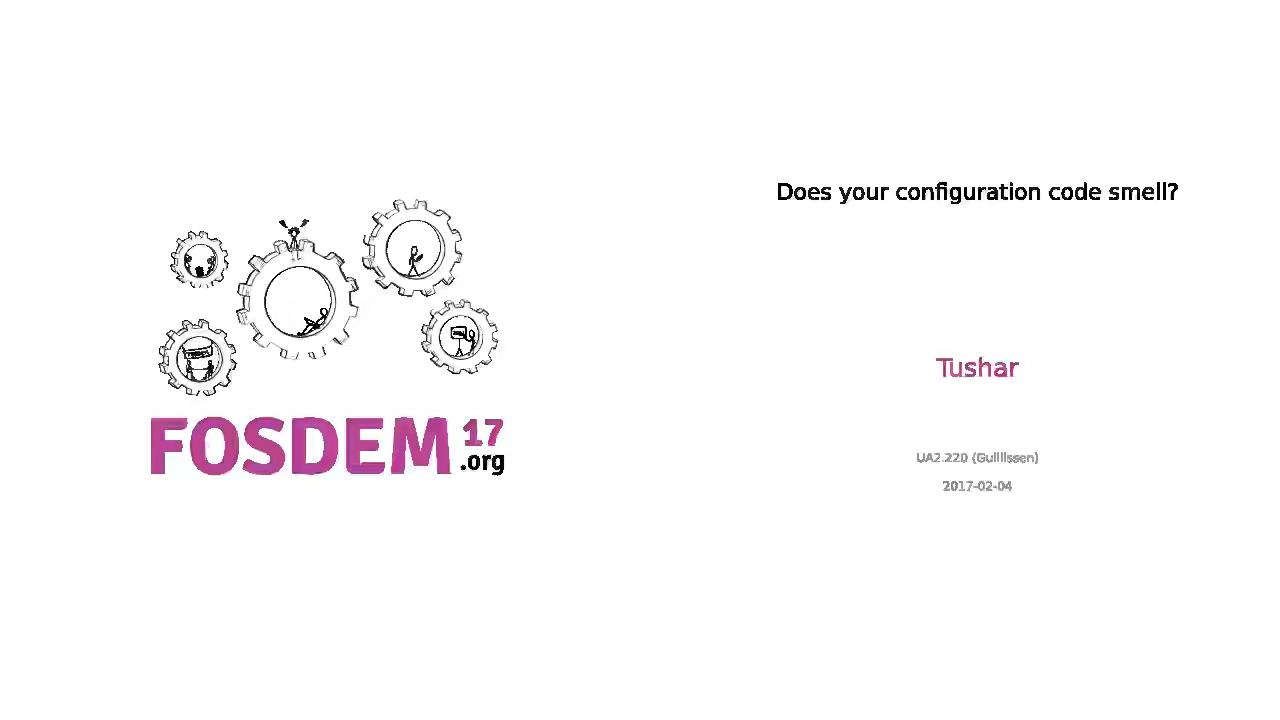 FOSDEM 17
.org
Does your configuration code smell?
Tushar
UA2.220 (Guillissen)
2017-02-04